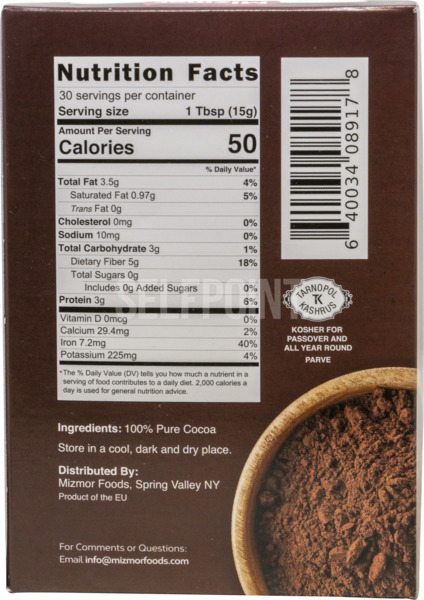 Nutrition Facts
30 servings per container
Serving size 1 Tbsp (15g)
Amount Per Serving
Calories 50
% Daily Value*
Total Fat 3.5g 4%
Saturated Fat 0.97g 5%
Trans Fat 0g
Cholesterol 0mg 0%
Sodium 10mg 0%
Total Carbohydrate 3g 1%
Dietary Fiber 5g 18%
Total Sugars 0g
Includes 0g Added Sugars 0%
Protein 3g 6%
Vitamin D 0mcg 0%
Calcium 29.4mg 2%
Iron 7.2mg 40%
Potassium 225mg 4%
*The % Daily Value (DV) tells you how much a nutrient in a
serving of food contributes to a daily diet. 2,000 calories a
day is used for general nutrition advice.
6 40034 08917 8
TARNOPOL
TK
KASHRUS
KOSHER FOR
PASSOVER AND
ALL YEAR ROUND
PARVE
SELFPOINT
Ingredients: 100% Pure Cocoa
Store in a cool, dark and dry place.
Distributed By:
Mizmor Foods, Spring Valley NY
Product of the EU
For Comments or Questions:
Email info@mizmorfoods.com